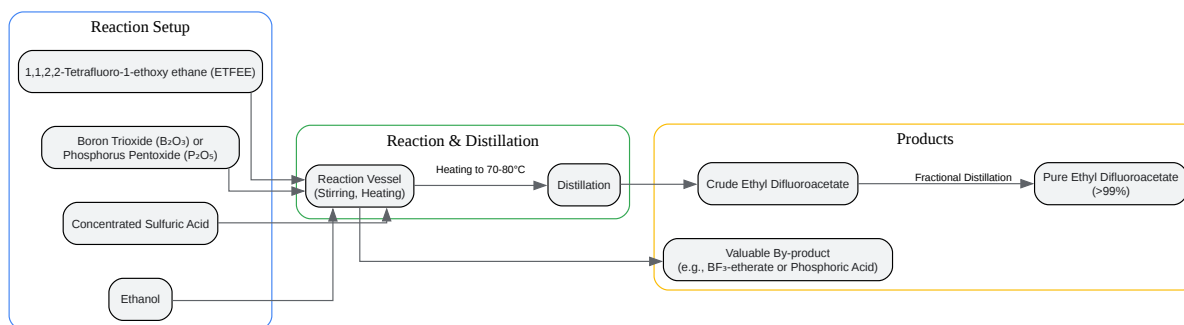 Reaction Setup
1,1,2,2-Tetrafluoro-1-ethoxy ethane (ETFEE)
Boron Trioxide (B₂O₃) or
Phosphorus Pentoxide (P₂O₅)
Concentrated Sulfuric Acid
Ethanol
Reaction & Distillation
Reaction Vessel
(Stirring, Heating)
Heating to 70-80°C
Distillation
Products
Crude Ethyl Difluoroacetate
Fractional Distillation
Pure Ethyl Difluoroacetate
(>99%)
Valuable By-product
(e.g., BF₃-etherate or Phosphoric Acid)